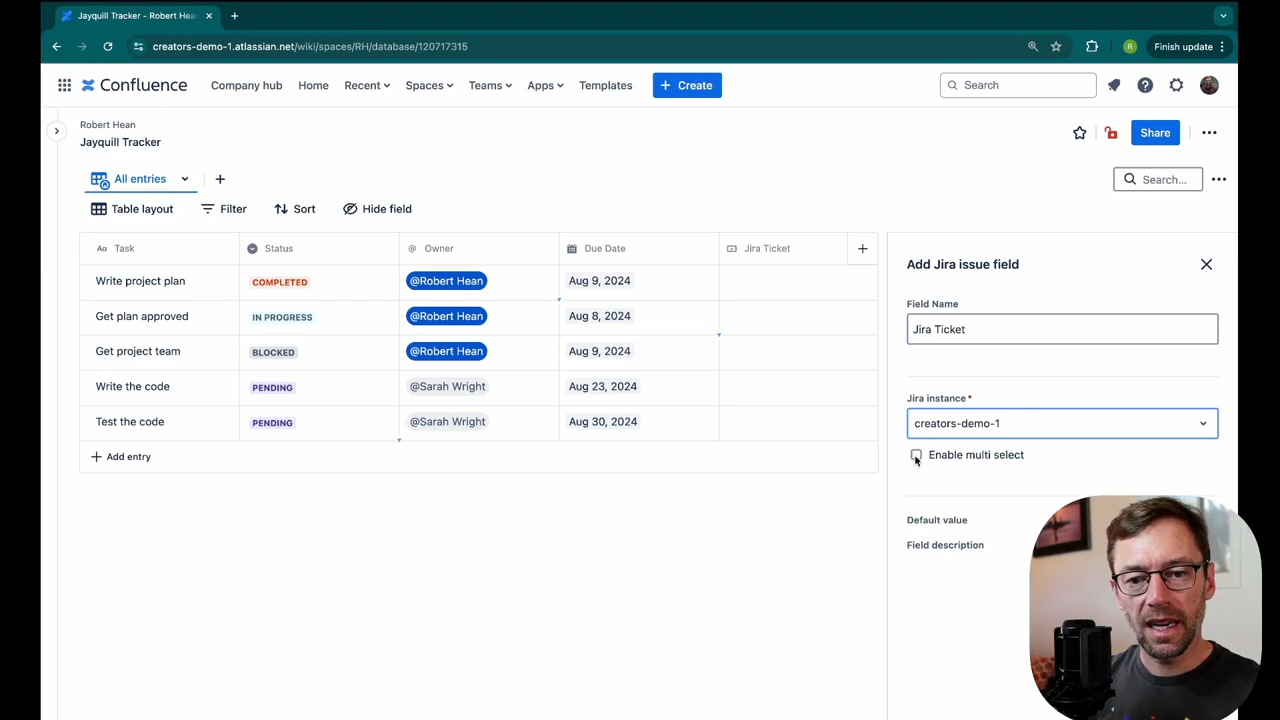 Jayquill Tracker - Robert Hea
creators-demo-1.atlassian.net/wiki/spaces/RH/database/120717315
R
Finish update
Confluence
Company hub
Home
Recent
Spaces
Teams
Apps
Templates
+ Create
Search
Robert Hean
Jayquill Tracker
Share
All entries
Search...
Table layout
Filter
Sort
Hide field
Aa Task
Status
@ Owner
Due Date
Jira Ticket
Write project plan
COMPLETED
@Robert Hean
Aug 9, 2024
Get plan approved
IN PROGRESS
@Robert Hean
Aug 8, 2024
Get project team
BLOCKED
@Robert Hean
Aug 9, 2024
Write the code
PENDING
@Sarah Wright
Aug 23, 2024
Test the code
PENDING
@Sarah Wright
Aug 30, 2024
+ Add entry
Add Jira issue field
Field Name
Jira Ticket
Jira instance*
creators-demo-1
Enable multi select
Default value
Field description